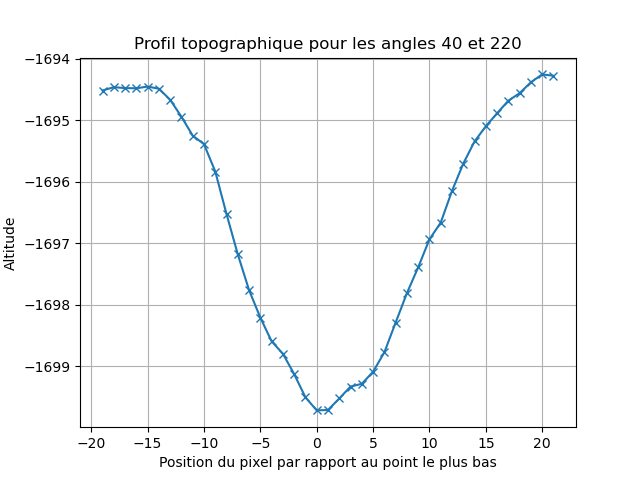 Profil topographique pour les angles 40 et 220
−1694
−1695
−1696
−1697
−1698
−1699
Altitude
−20 −15 −10 −5 0 5 10 15 20
Position du pixel par rapport au point le plus bas